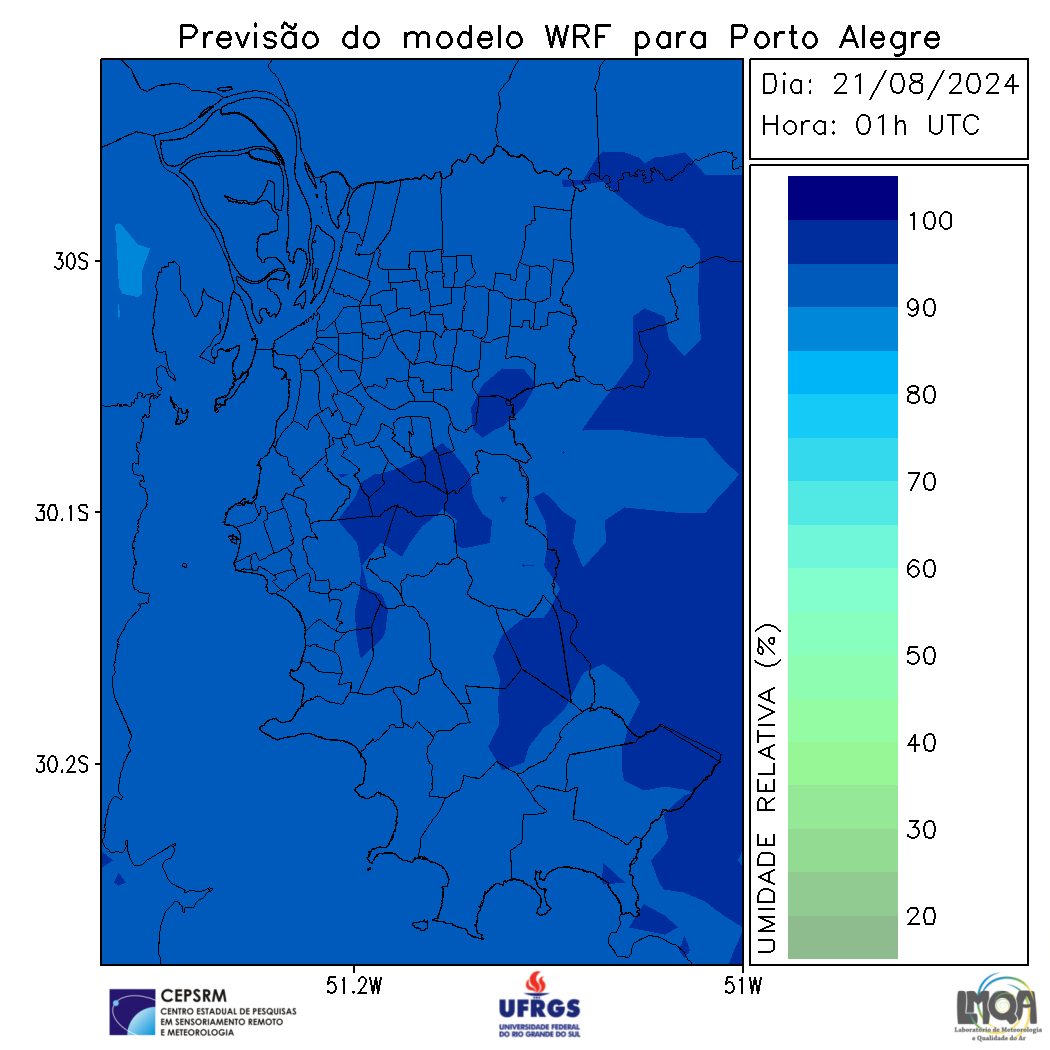 Previsão do modelo WRF para Porto Alegre
Dia: 21/08/2024
Hora: 01h UTC
30S
30.1S
30.2S
51.2W
51W
UMIDADE RELATIVA (%)
100
90
80
70
60
50
40
30
20
CEPSRM
CENTRO ESTADUAL DE PESQUISAS
EM SENSORIAMENTO REMOTO
E METEOROLOGIA
UFRGS
UNIVERSIDADE FEDERAL
DO RIO GRANDE DO SUL
LMQA
Laboratório de Meteorologia
e Qualidade do Ar